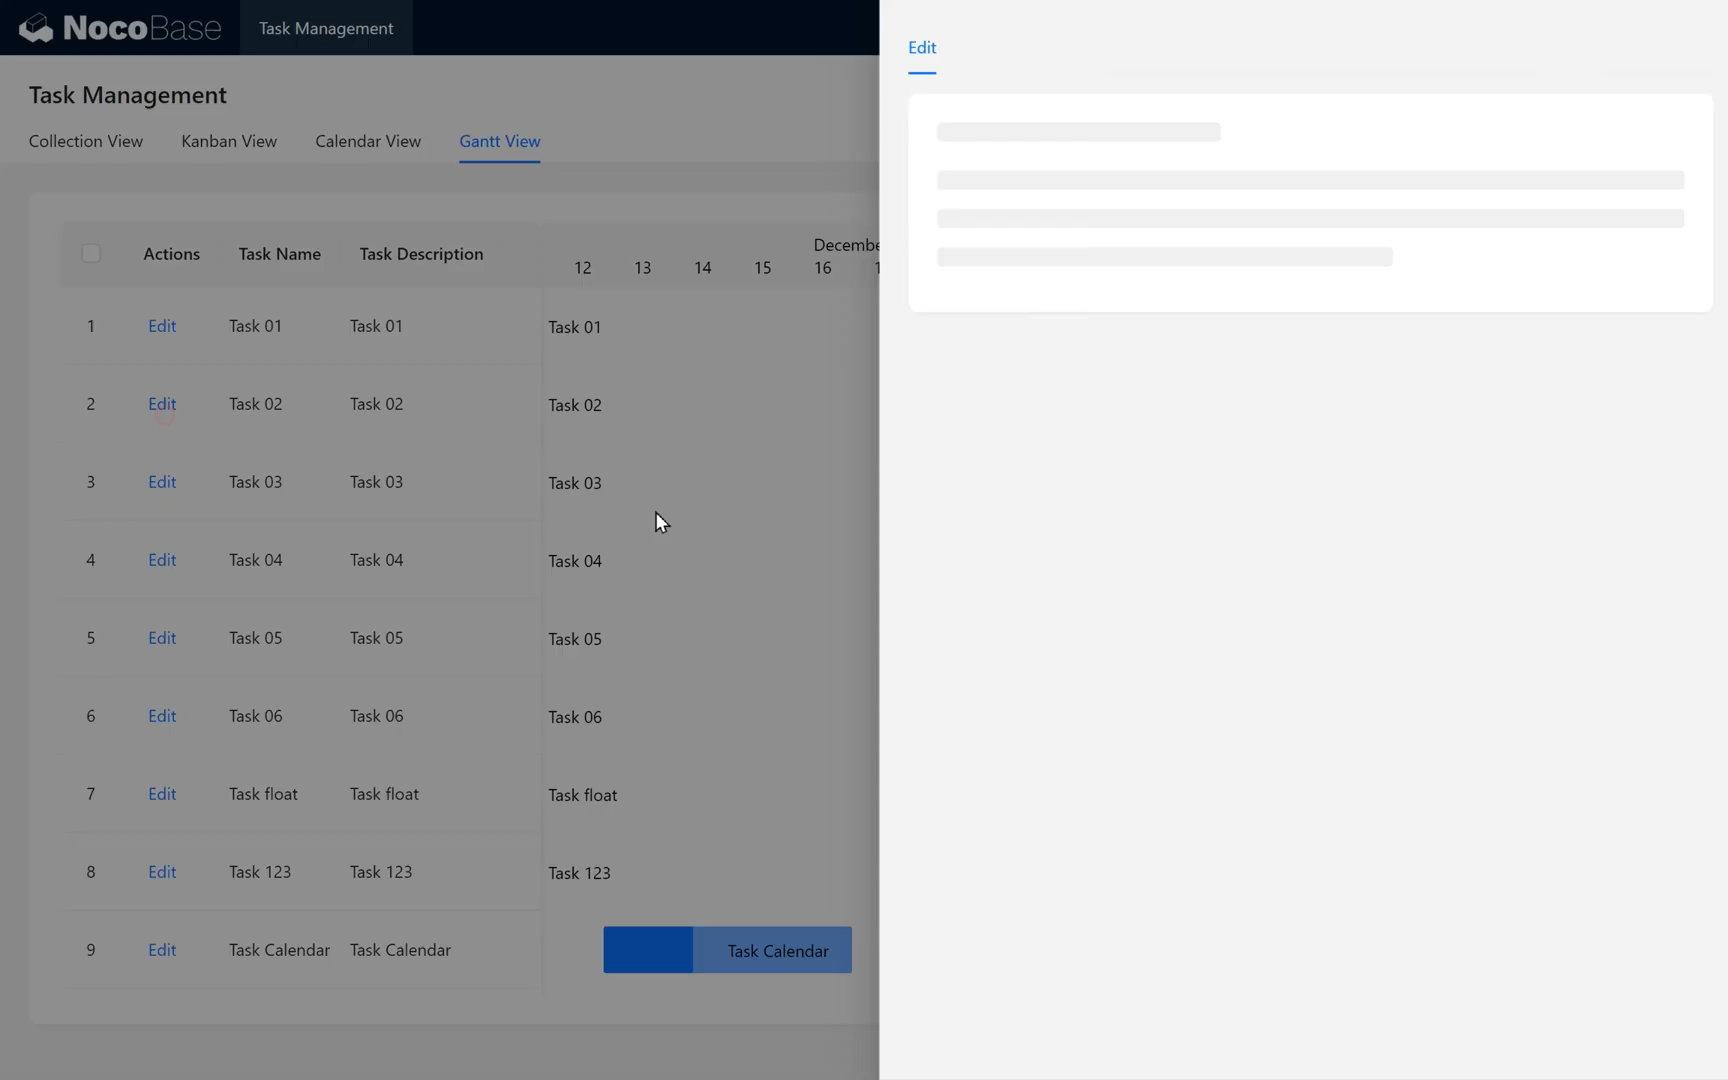 NocoBase
Task Management
Edit
Task Management
Collection View Kanban View Calendar View Gantt View
Actions Task Name Task Description
12 13 14 15 16
1 Edit Task 01 Task 01 Task 01
2 Edit Task 02 Task 02 Task 02
3 Edit Task 03 Task 03 Task 03
4 Edit Task 04 Task 04 Task 04
5 Edit Task 05 Task 05 Task 05
6 Edit Task 06 Task 06 Task 06
7 Edit Task float Task float Task float
8 Edit Task 123 Task 123 Task 123
9 Edit Task Calendar Task Calendar Task Calendar